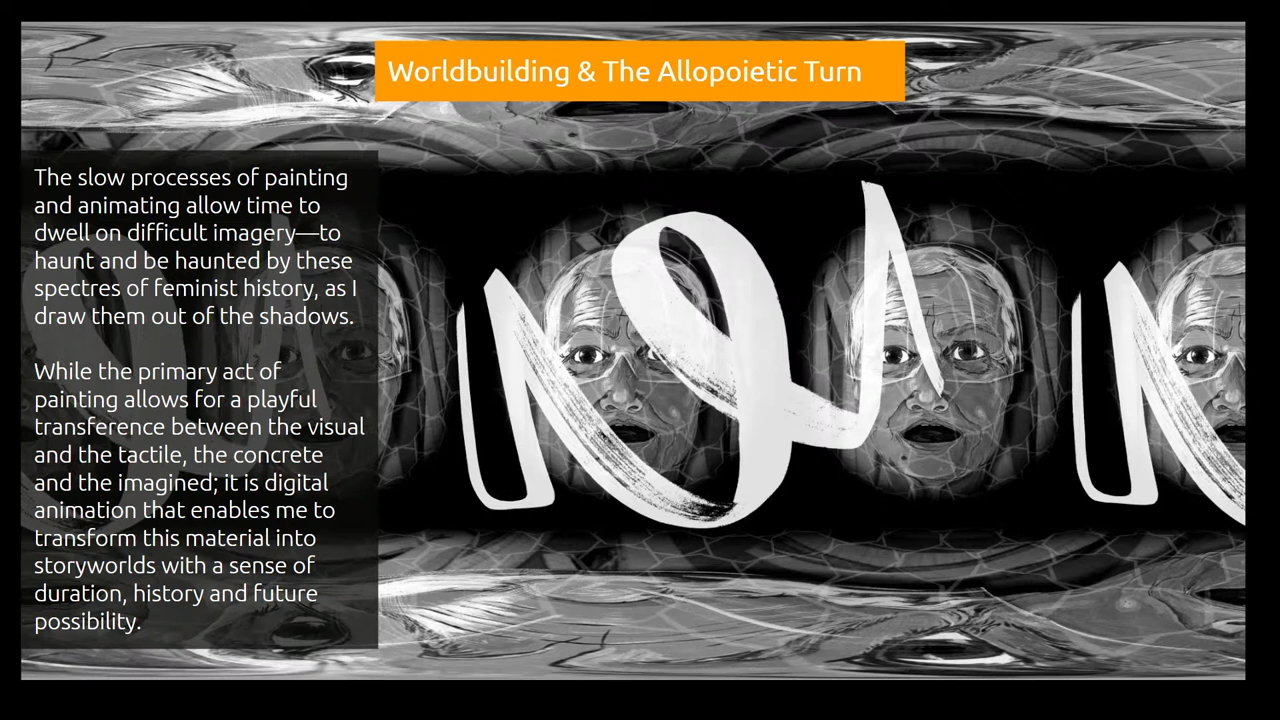 Worldbuilding & The Allopoietic Turn
The slow processes of painting
and animating allow time to
dwell on difficult imagery—to
haunt and be haunted by these
spectres of feminist history, as I
draw them out of the shadows.
While the primary act of
painting allows for a playful
transference between the visual
and the tactile, the concrete
and the imagined; it is digital
animation that enables me to
transform this material into
storyworlds with a sense of
duration, history and future
possibility.